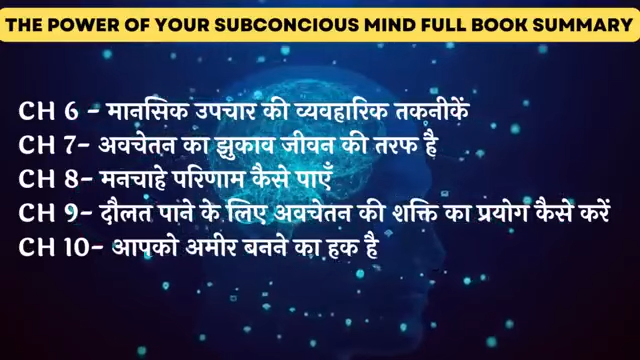 THE POWER OF YOUR SUBCONCIOUS MIND FULL BOOK SUMMARY
CH 6 - मानसिक उपचार की व्यवहारिक तकनीकें
CH 7- अवचेतन का झुकाव जीवन की तरफ है
CH 8- मनचाहे परिणाम कैसे पाएँ
CH 9- दौलत पाने के लिए अवचेतन की शक्ति का प्रयोग कैसे करें
CH 10- आपको अमीर बनने का हक है